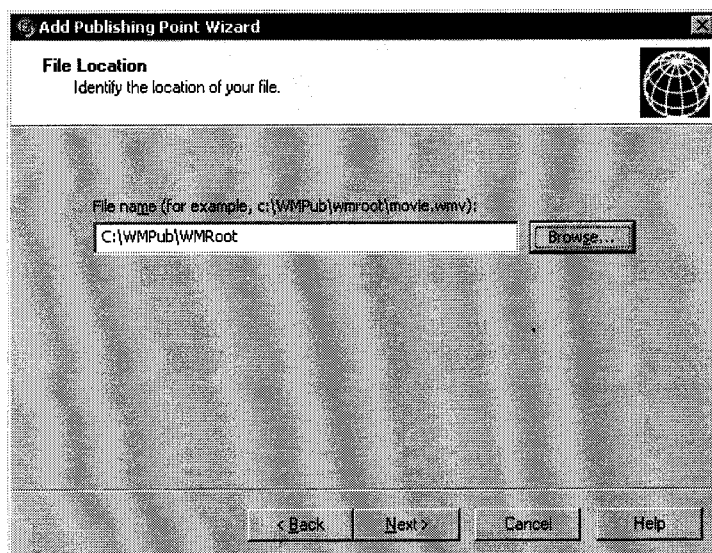 Add Publishing Point Wizard
File Location
Identify the location of your file.
File name (for example, c:\WMPub\wmroot\movie.wmv):
C:\WMPub\WMRoot
Browse...
< Back
Next >
Cancel
Help